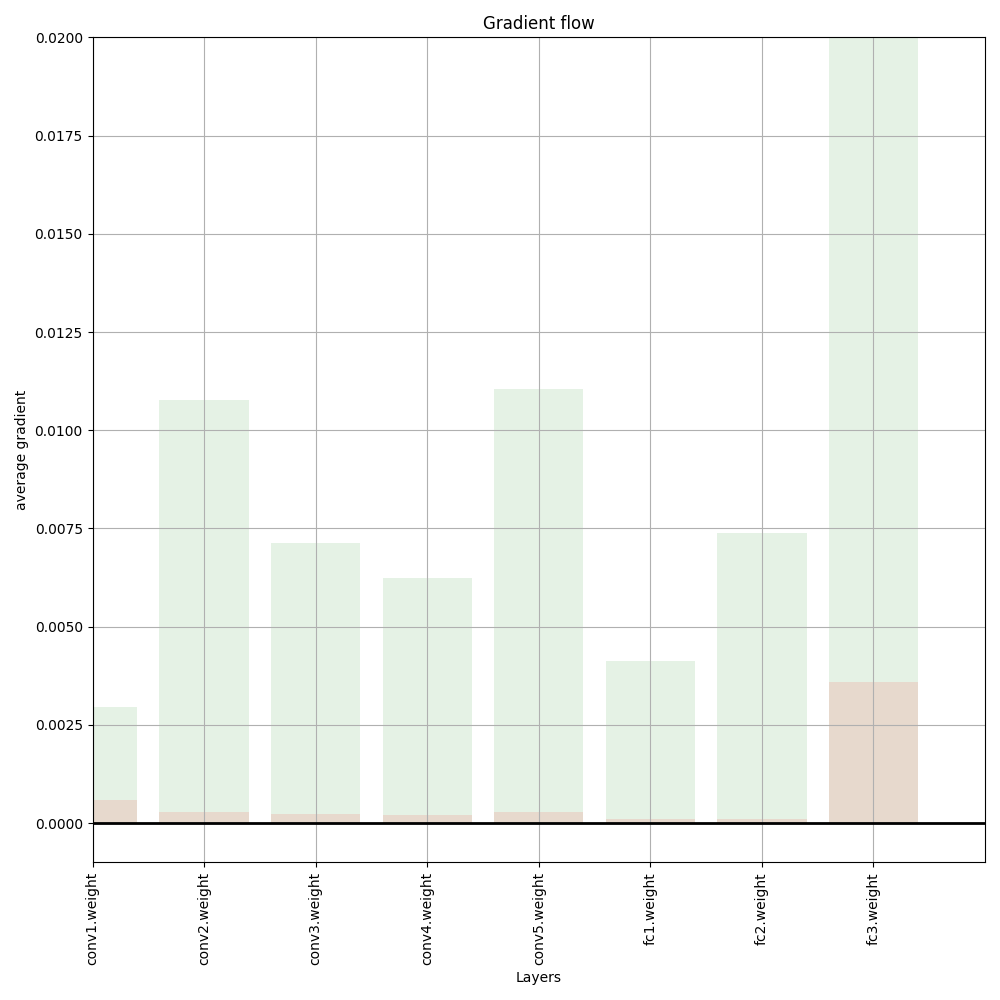 Gradient flow
0.0200
0.0175
0.0150
0.0125
0.0100
0.0075
0.0050
0.0025
0.0000
average gradient
conv1.weight
conv2.weight
conv3.weight
conv4.weight
conv5.weight
fc1.weight
fc2.weight
fc3.weight
Layers